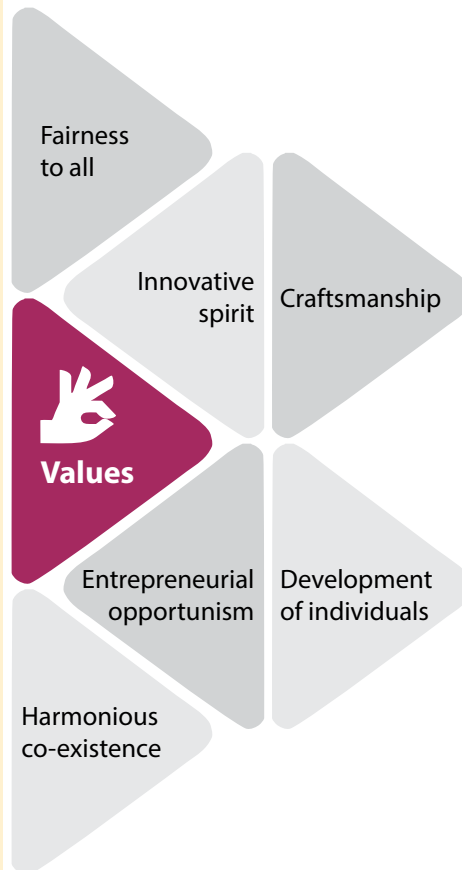 Fairness
to all
Innovative
spirit
Craftsmanship
Values
Entrepreneurial
opportunism
Development
of individuals
Harmonious
co-existence